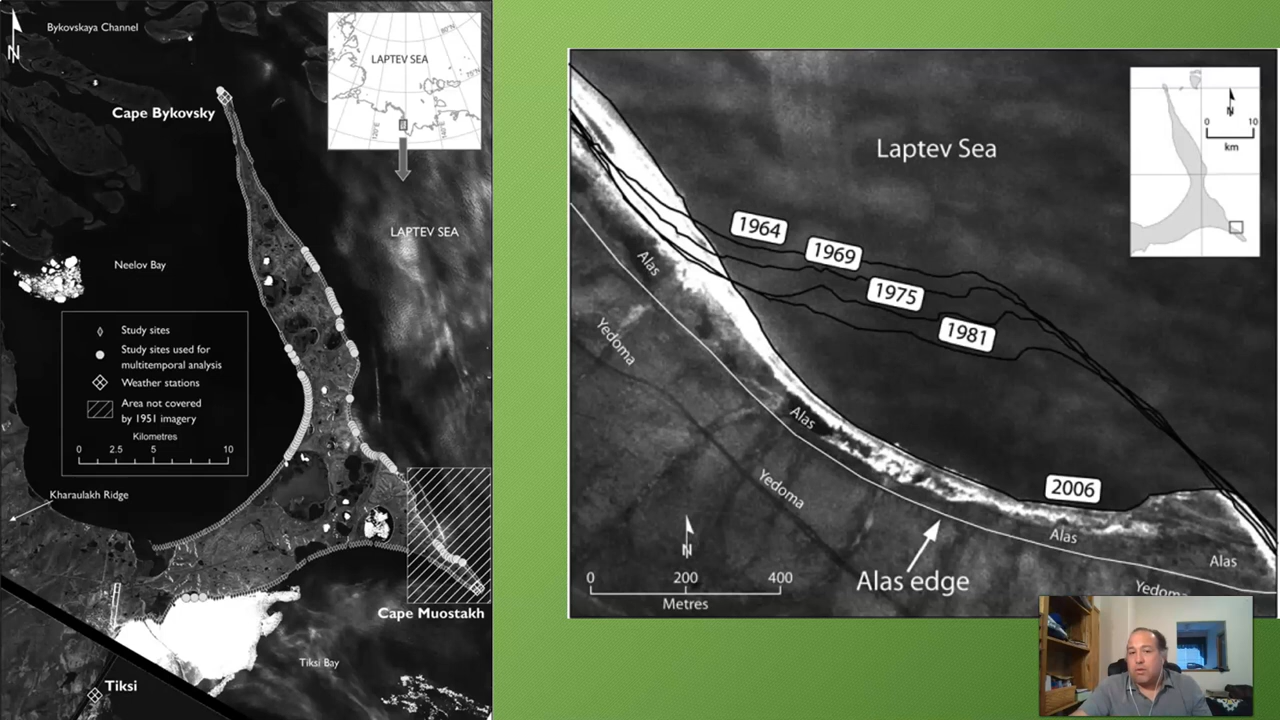 Bykovskaya Channel
N
Cape Bykovsky
LAPTEV SEA
80°N
75°N
120°E
LAPTEV SEA
Neelov Bay
Study sites
Study sites used for
multitemporal analysis
Weather stations
Area not covered
by 1951 imagery
Kilometres
0 2.5 5 10
Kharaulakh Ridge
Cape Muostakh
Tiksi Bay
Tiksi
Laptev Sea
N
0 10
km
1964
1969
1975
1981
2006
Alas
Yedoma
Alas
Yedoma
Alas
Alas
Yedoma
Alas edge
N
0 200 400
Metres